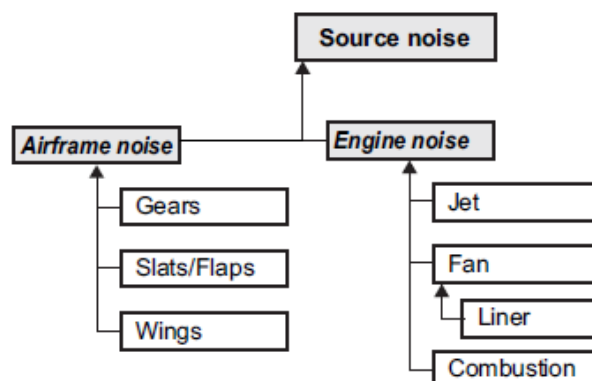 Source noise
Airframe noise
Engine noise
Gears
Slats/Flaps
Wings
Jet
Fan
Liner
Combustion